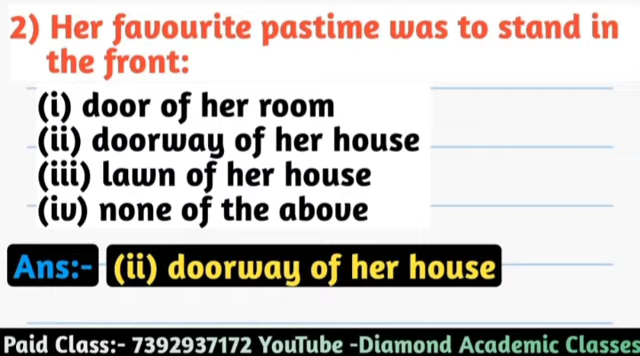 2) Her favourite pastime was to stand in
the front:
(i) door of her room
(ii) doorway of her house
(iii) lawn of her house
(iv) none of the above
Ans:- (ii) doorway of her house
Paid Class:- 7392937172 YouTube -Diamond Academic Classes